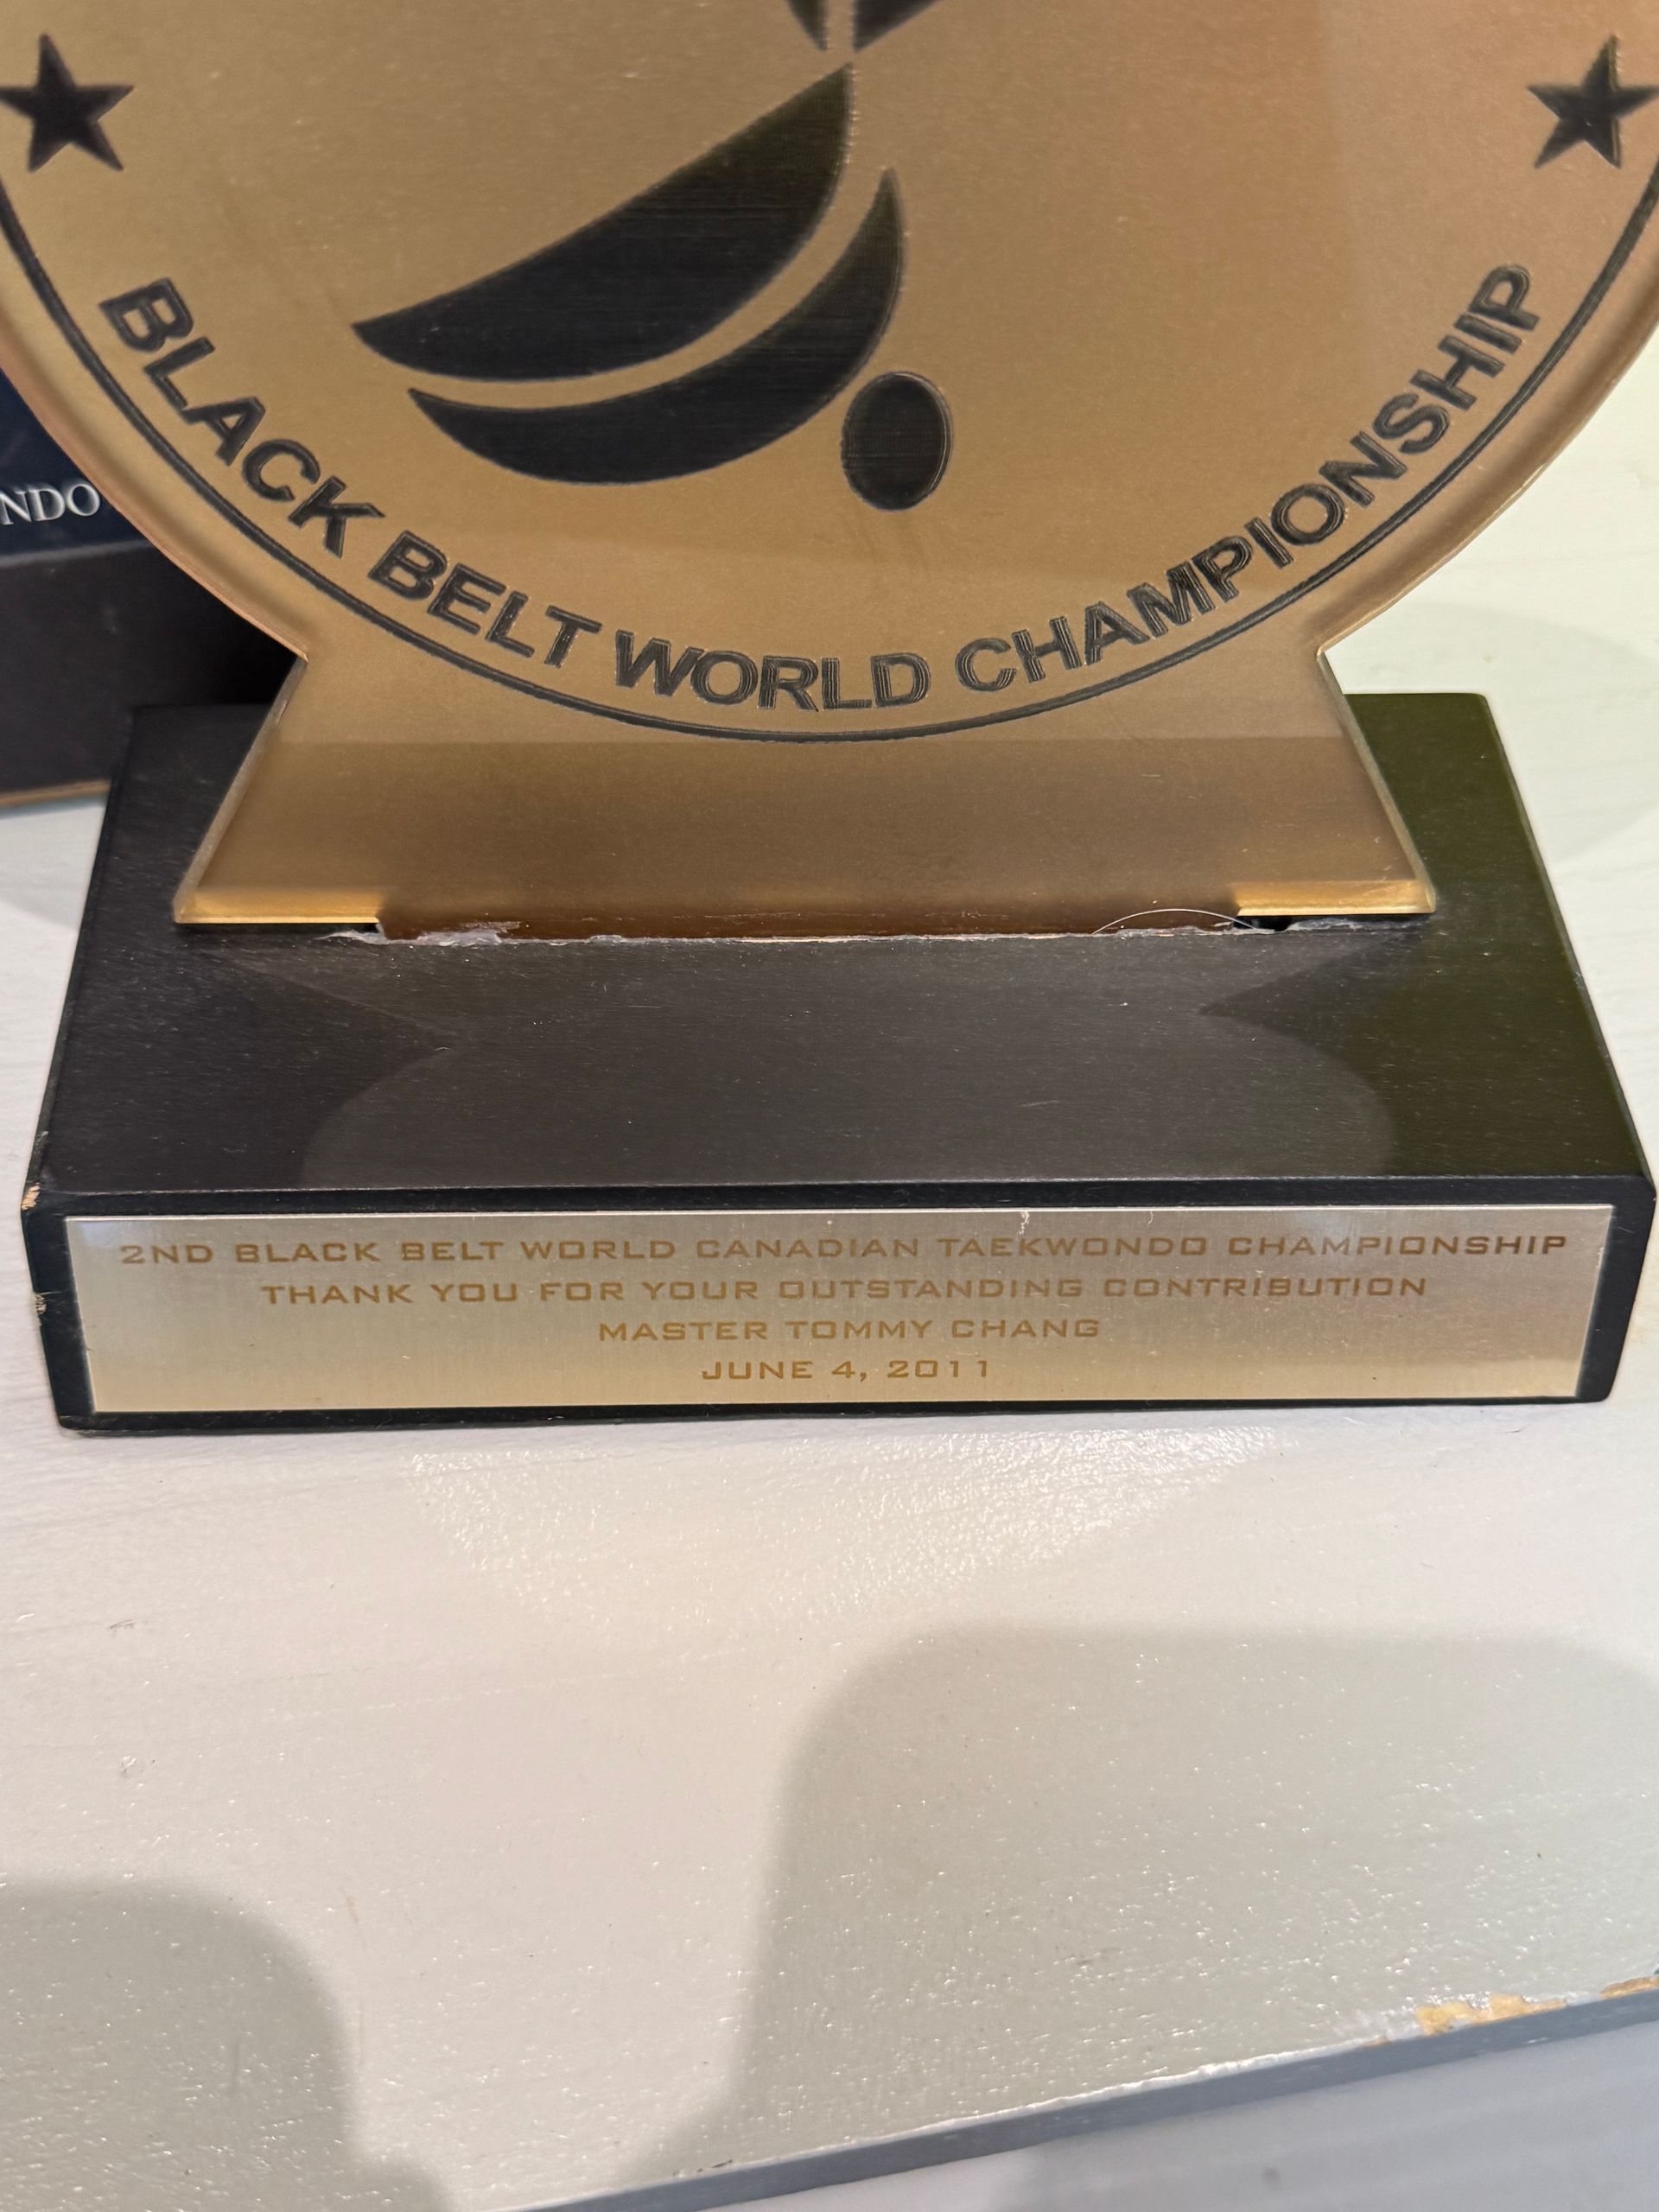 NDO
BLACK BELT WORLD CHAMPIONSHIP
2ND BLACK BELT WORLD CANADIAN TAEKWONDO CHAMPIONSHIP
THANK YOU FOR YOUR OUTSTANDING CONTRIBUTION
MASTER TOMMY CHANG
JUNE 4, 2011